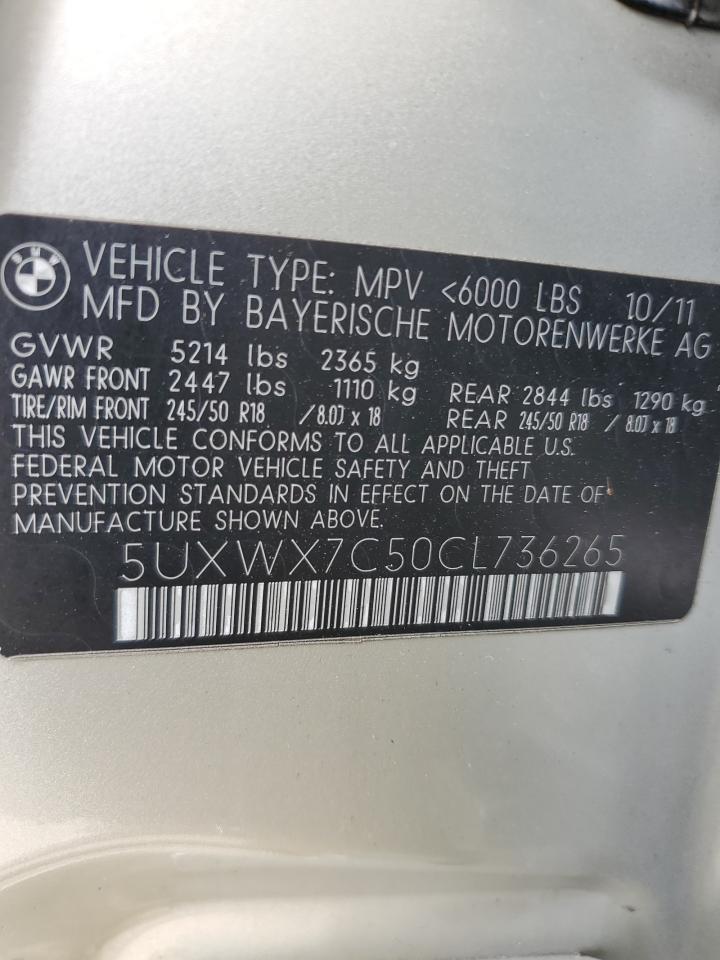 BMW VEHICLE TYPE: MPV <6000 LBS 10/11
MFD BY BAYERISCHE MOTORENWERKE AG
GVWR 5214 lbs 2365 kg
GAWR FRONT 2447 lbs 1110 kg REAR 2844 lbs 1290 kg
TIRE/RIM FRONT 245/50 R18 /8.0J x 18 REAR 245/50 R18 / 8.0J x 18
THIS VEHICLE CONFORMS TO ALL APPLICABLE U.S.
FEDERAL MOTOR VEHICLE SAFETY AND THEFT
PREVENTION STANDARDS IN EFFECT ON THE DATE OF
MANUFACTURE SHOWN ABOVE.
5UXWX7C50CL736265